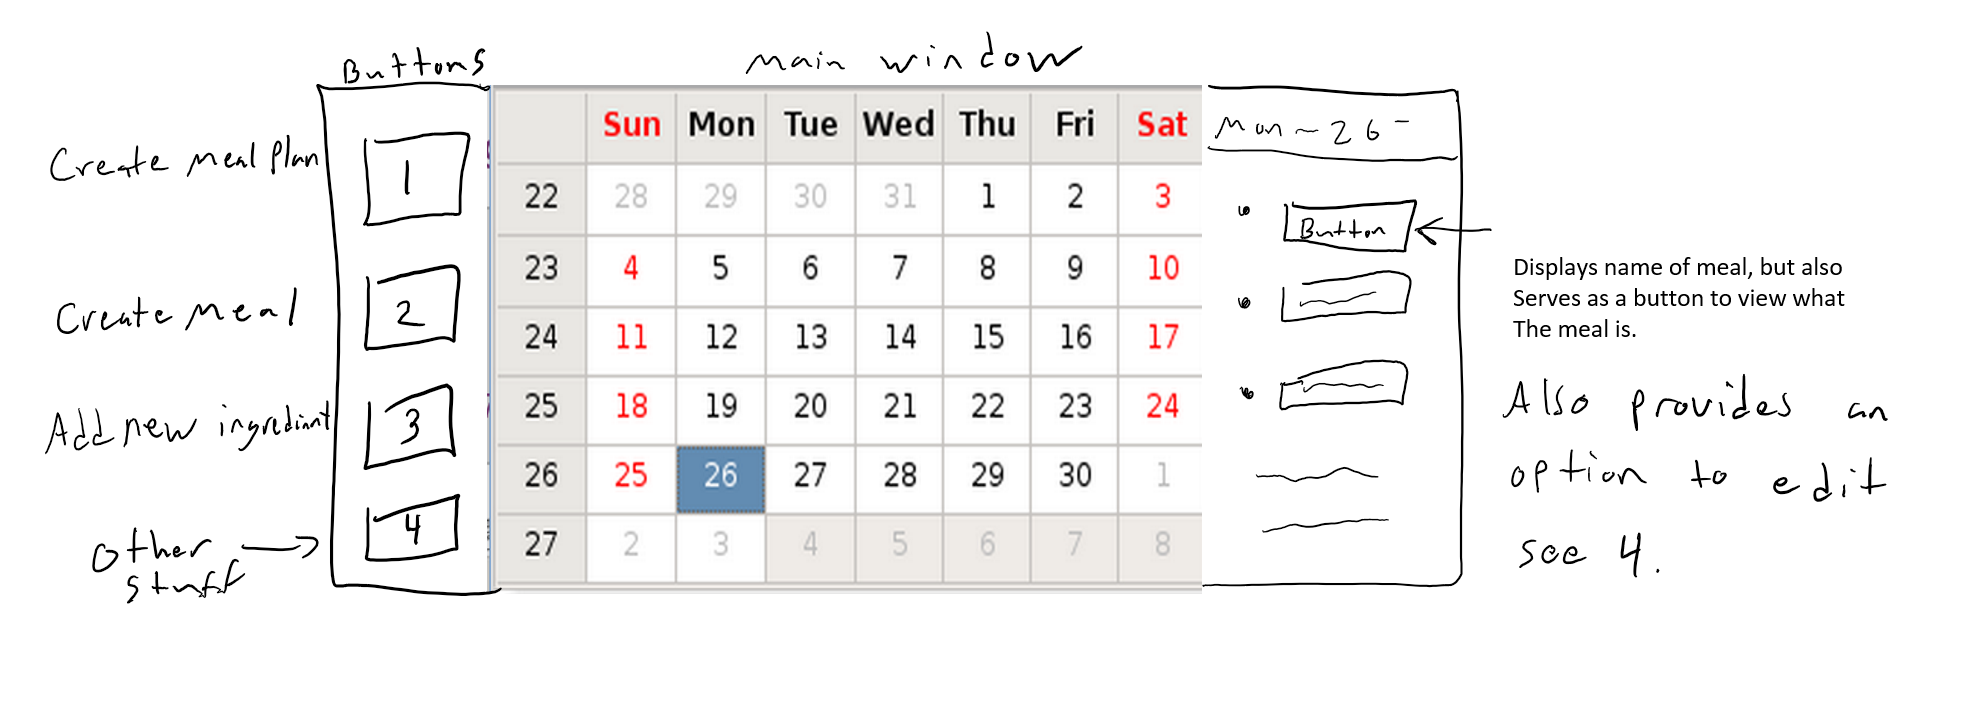 Buttons
main window
Create meal Plan
1
Create meal
2
Add new ingrediant
3
Other
stuff
4
Sun Mon Tue Wed Thu Fri Sat
22 28 29 30 31 1 2 3
23 4 5 6 7 8 9 10
24 11 12 13 14 15 16 17
25 18 19 20 21 22 23 24
26 25 26 27 28 29 30 1
27 2 3 4 5 6 7 8
Mon - 26 -
Button
Displays name of meal, but also
Serves as a button to view what
The meal is.
Also provides an
option to edit
see 4.